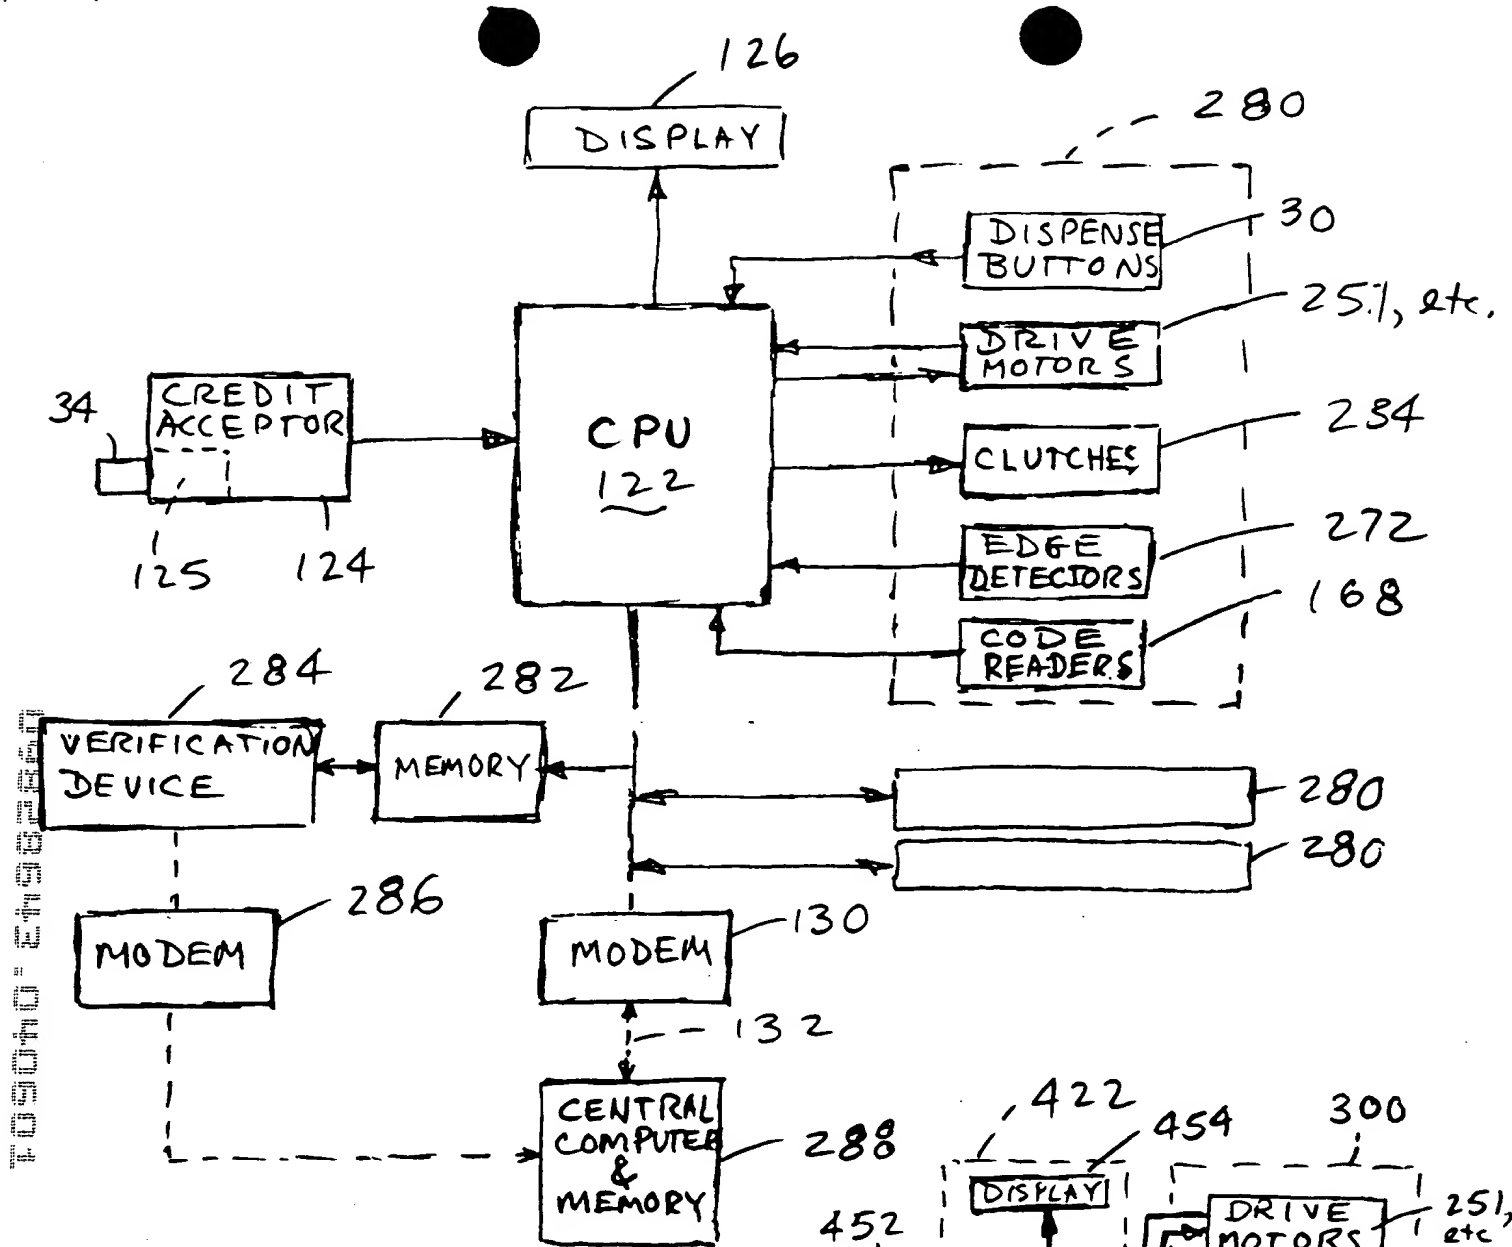 126
DISPLAY
280
DISPENSE
BUTTONS
30
DRIVE
MOTORS
251, etc.
CLUTCHES
234
EDGE
DETECTORS
272
CODE
READERS
168
CPU
122
34
CREDIT
ACCEPTOR
125
124
284
VERIFICATION
DEVICE
282
MEMORY
280
280
286
MODEM
130
MODEM
132
CENTRAL
COMPUTER
&
MEMORY
288
422
454
300
DISPLAY
DRIVE
MOTORS
251,
etc
452
09828643.040901